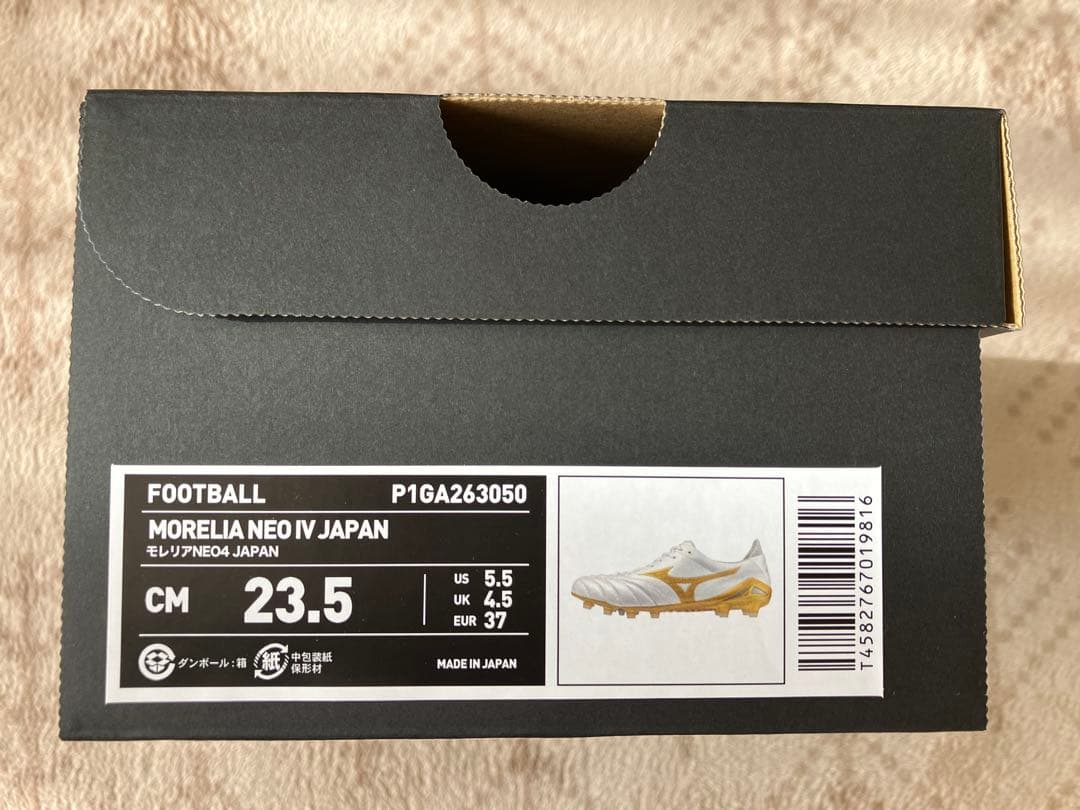 FOOTBALL P1GA263050
MORELIA NEO IV JAPAN
モレリアNEO4 JAPAN
CM 23.5
US 5.5
UK 4.5
EUR 37
ダンボール:箱
紙 中包装紙
保形材
MADE IN JAPAN
T4582767019816